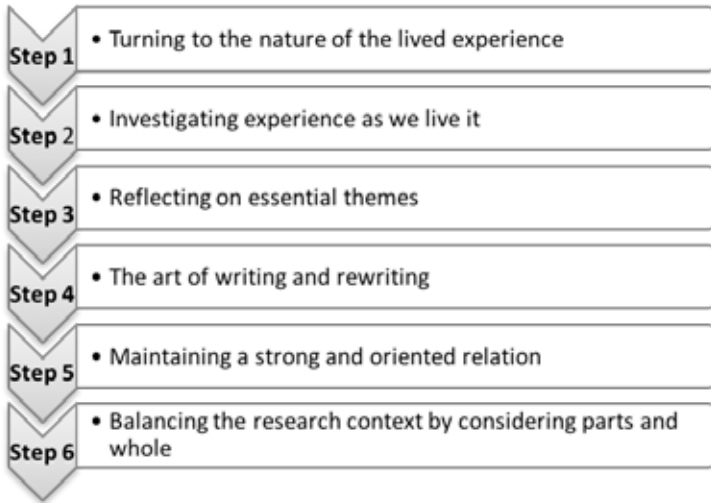 Step 1
• Turning to the nature of the lived experience
Step 2
• Investigating experience as we live it
Step 3
• Reflecting on essential themes
Step 4
• The art of writing and rewriting
Step 5
• Maintaining a strong and oriented relation
Step 6
• Balancing the research context by considering parts and
whole